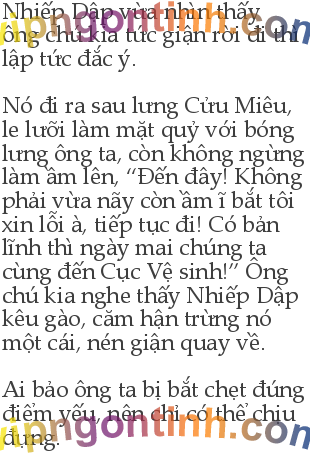 Nhiếp Dập vừa nhìn thấy
ông chú kia tức giận rời đi thì
lập tức đắc ý.
Nó đi ra sau lưng Cửu Miêu,
le lưỡi làm mặt quỷ với bóng
lưng ông ta, còn không ngừng
làm ầm lên, “Đến đây! Không
phải vừa nãy còn ầm ĩ bắt tôi
xin lỗi à, tiếp tục đi! Có bản
lĩnh thì ngày mai chúng ta
cùng đến Cục Vệ sinh!” Ông
chú kia nghe thấy Nhiếp Dập
kêu gào, căm hận trừng nó
một cái, nén giận quay về.
Ai bảo ông ta bị bắt chẹt đúng
điểm yếu, nên chỉ có thể chịu
đựng.
vipngontinh.com